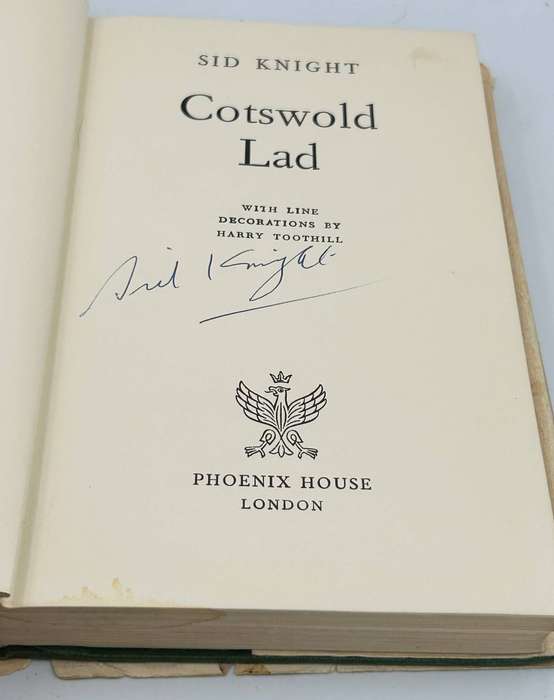 SID KNIGHT
Cotswold
Lad
WITH LINE
DECORATIONS BY
HARRY TOOTHILL
Sid Knight
PHOENIX HOUSE
LONDON